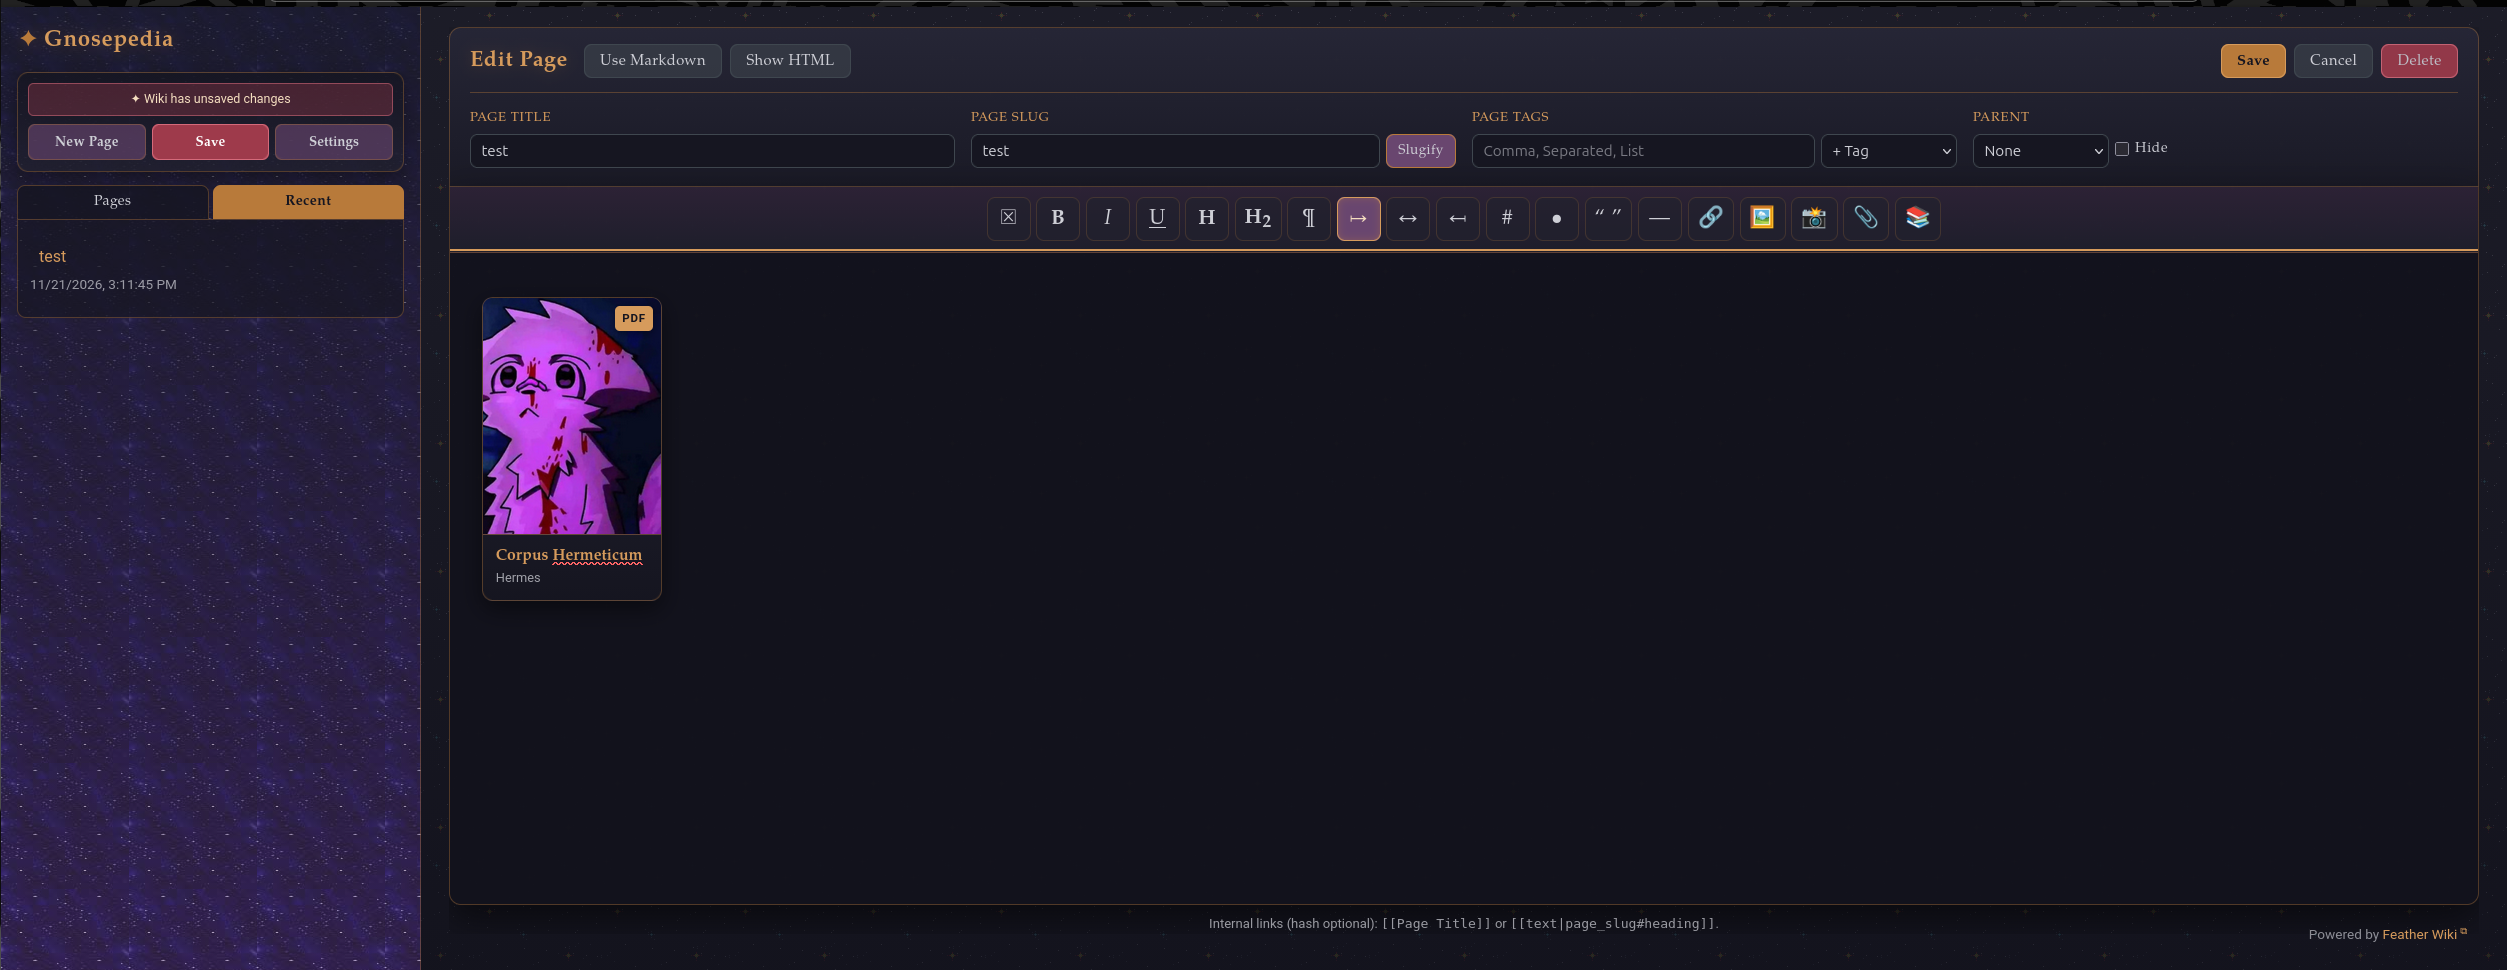 ✦ Gnosepedia
✦ Wiki has unsaved changes
New Page Save Settings
Pages Recent
test
11/21/2026, 3:11:45 PM
Edit Page Use Markdown Show HTML Save Cancel Delete
PAGE TITLE PAGE SLUG PAGE TAGS PARENT
test test Slugify Comma, Separated, List + Tag None Hide
B I U H H2 ¶ # “ ” —
PDF
Corpus Hermeticum
Hermes
Internal links (hash optional): [[Page Title]] or [[text|page_slug#heading]].
Powered by Feather Wiki